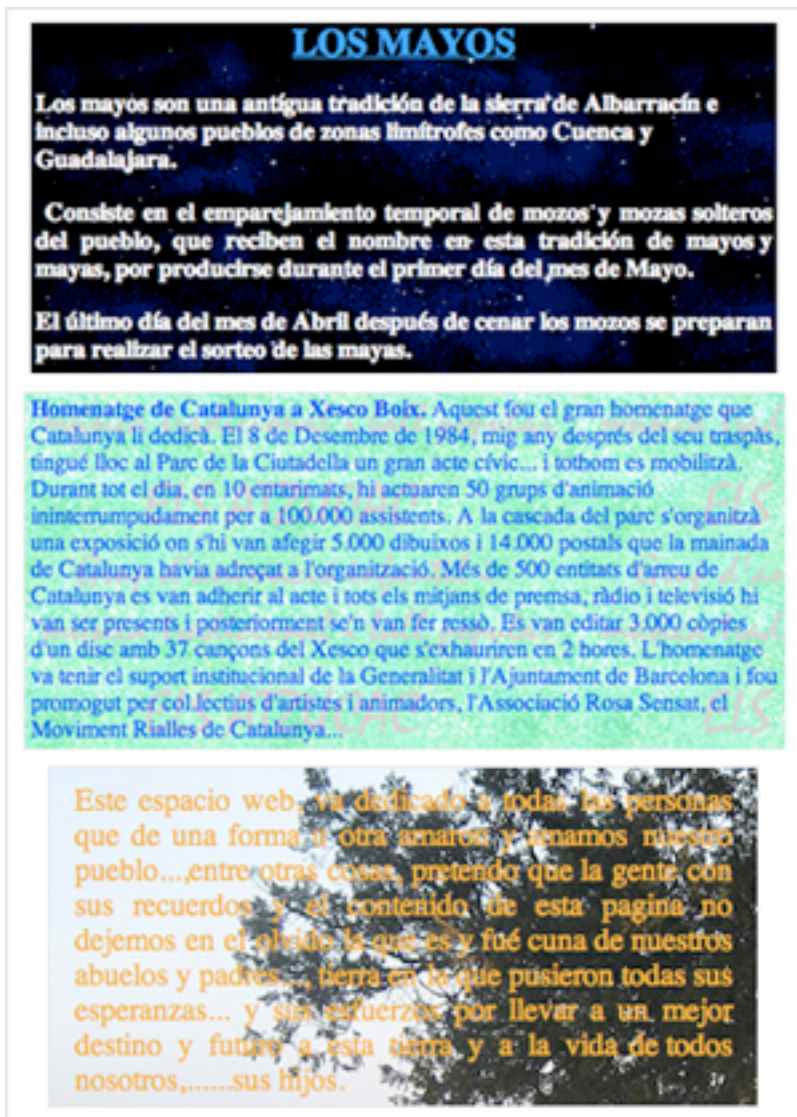 LOS MAYOS
Los mayos son una antígua tradición de la sierra de Albarracín e
incluso algunos pueblos de zonas limítrofes como Cuenca y
Guadalajara.
Consiste en el emparejamiento temporal de mozos y mozas solteros
del pueblo, que reciben el nombre en esta tradición de mayos y
mayas, por producirse durante el primer día del mes de Mayo.
El último día del mes de Abril después de cenar los mozos se preparan
para realizar el sorteo de las mayas.
Homenatge de Catalunya a Xesco Boix. Aquest fou el gran homenatge que
Catalunya li dedicà. El 8 de Desembre de 1984, mig any després del seu traspàs,
tingué lloc al Parc de la Ciutadella un gran acte cívic... i tothom es mobilitzà.
Durant tot el dia, en 10 entarimats, hi actuaren 50 grups d'animació
ininterrumpudament per a 100.000 assistents. A la cascada del parc s'organitzà
una exposició on s'hi van afegir 5.000 dibuixos i 14.000 postals que la mainada
de Catalunya havia adreçat a l'organització. Més de 500 entitats d'arreu de
Catalunya es van adherir al acte i tots els mitjans de premsa, ràdio i televisió hi
van ser presents i posteriorment se'n van fer ressò. Es van editar 3.000 còpies
d'un disc amb 37 cançons del Xesco que s'exhauriren en 2 hores. L'homenatge
va tenir el suport institucional de la Generalitat i l'Ajuntament de Barcelona i fou
promogut per col.lectius d'artistes i animadors, l'Associació Rosa Sensat, el
Moviment Rialles de Catalunya...
Este espacio web, va dedicado a todas las personas
que de una forma u otra amaron y amamos nuestro
pueblo...,entre otras cosas, pretendo que la gente con
sus recuerdos y el contenido de esta pagina no
dejemos en el olvido la que es y fué cuna de nuestros
abuelos y padres..., tierra en la que pusieron todas sus
esperanzas... y sus esfuerzos por llevar a un mejor
destino y futuro a esta tierra y a la vida de todos
nosotros,......sus hijos.